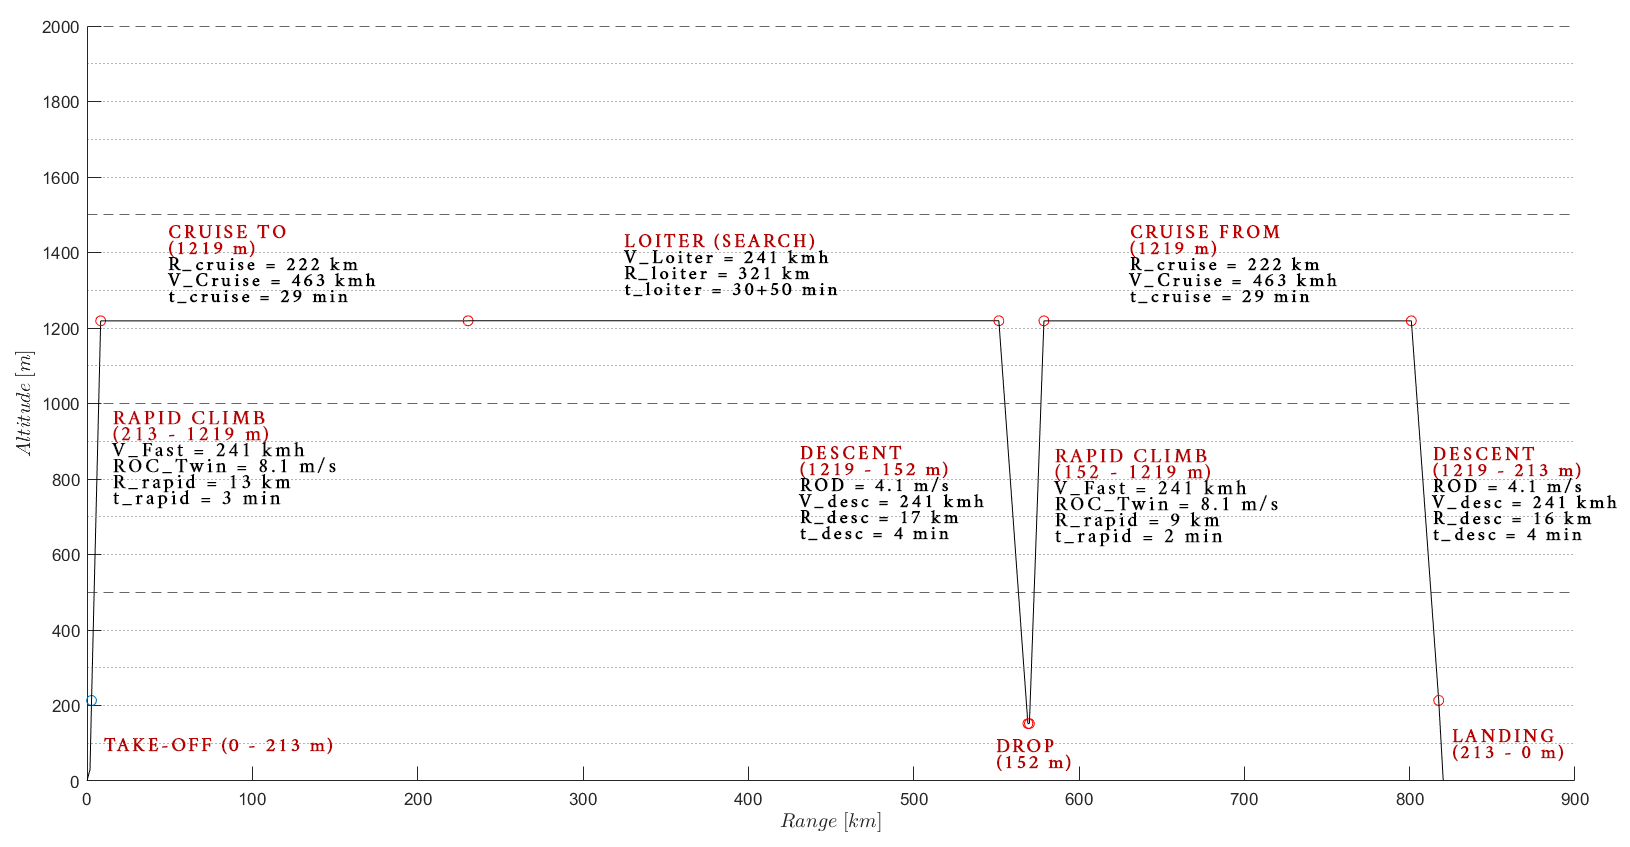 2000
1800
1600
1400
1200
1000
800
600
400
200
0
Altitude [m]
CRUISE TO
(1219 m)
R_cruise = 222 km
V_Cruise = 463 kmh
t_cruise = 29 min
LOITER (SEARCH)
V_Loiter = 241 kmh
R_loiter = 321 km
t_loiter = 30+50 min
CRUISE FROM
(1219 m)
R_cruise = 222 km
V_Cruise = 463 kmh
t_cruise = 29 min
RAPID CLIMB
(213 - 1219 m)
V_Fast = 241 kmh
ROC_Twin = 8.1 m/s
R_rapid = 13 km
t_rapid = 3 min
DESCENT
(1219 - 152 m)
ROD = 4.1 m/s
V_desc = 241 kmh
R_desc = 17 km
t_desc = 4 min
RAPID CLIMB
(152 - 1219 m)
V_Fast = 241 kmh
ROC_Twin = 8.1 m/s
R_rapid = 9 km
t_rapid = 2 min
DESCENT
(1219 - 213 m)
ROD = 4.1 m/s
V_desc = 241 kmh
R_desc = 16 km
t_desc = 4 min
TAKE-OFF (0 - 213 m)
DROP
(152 m)
LANDING
(213 - 0 m)
0 100 200 300 400 500 600 700 800 900
Range [km]